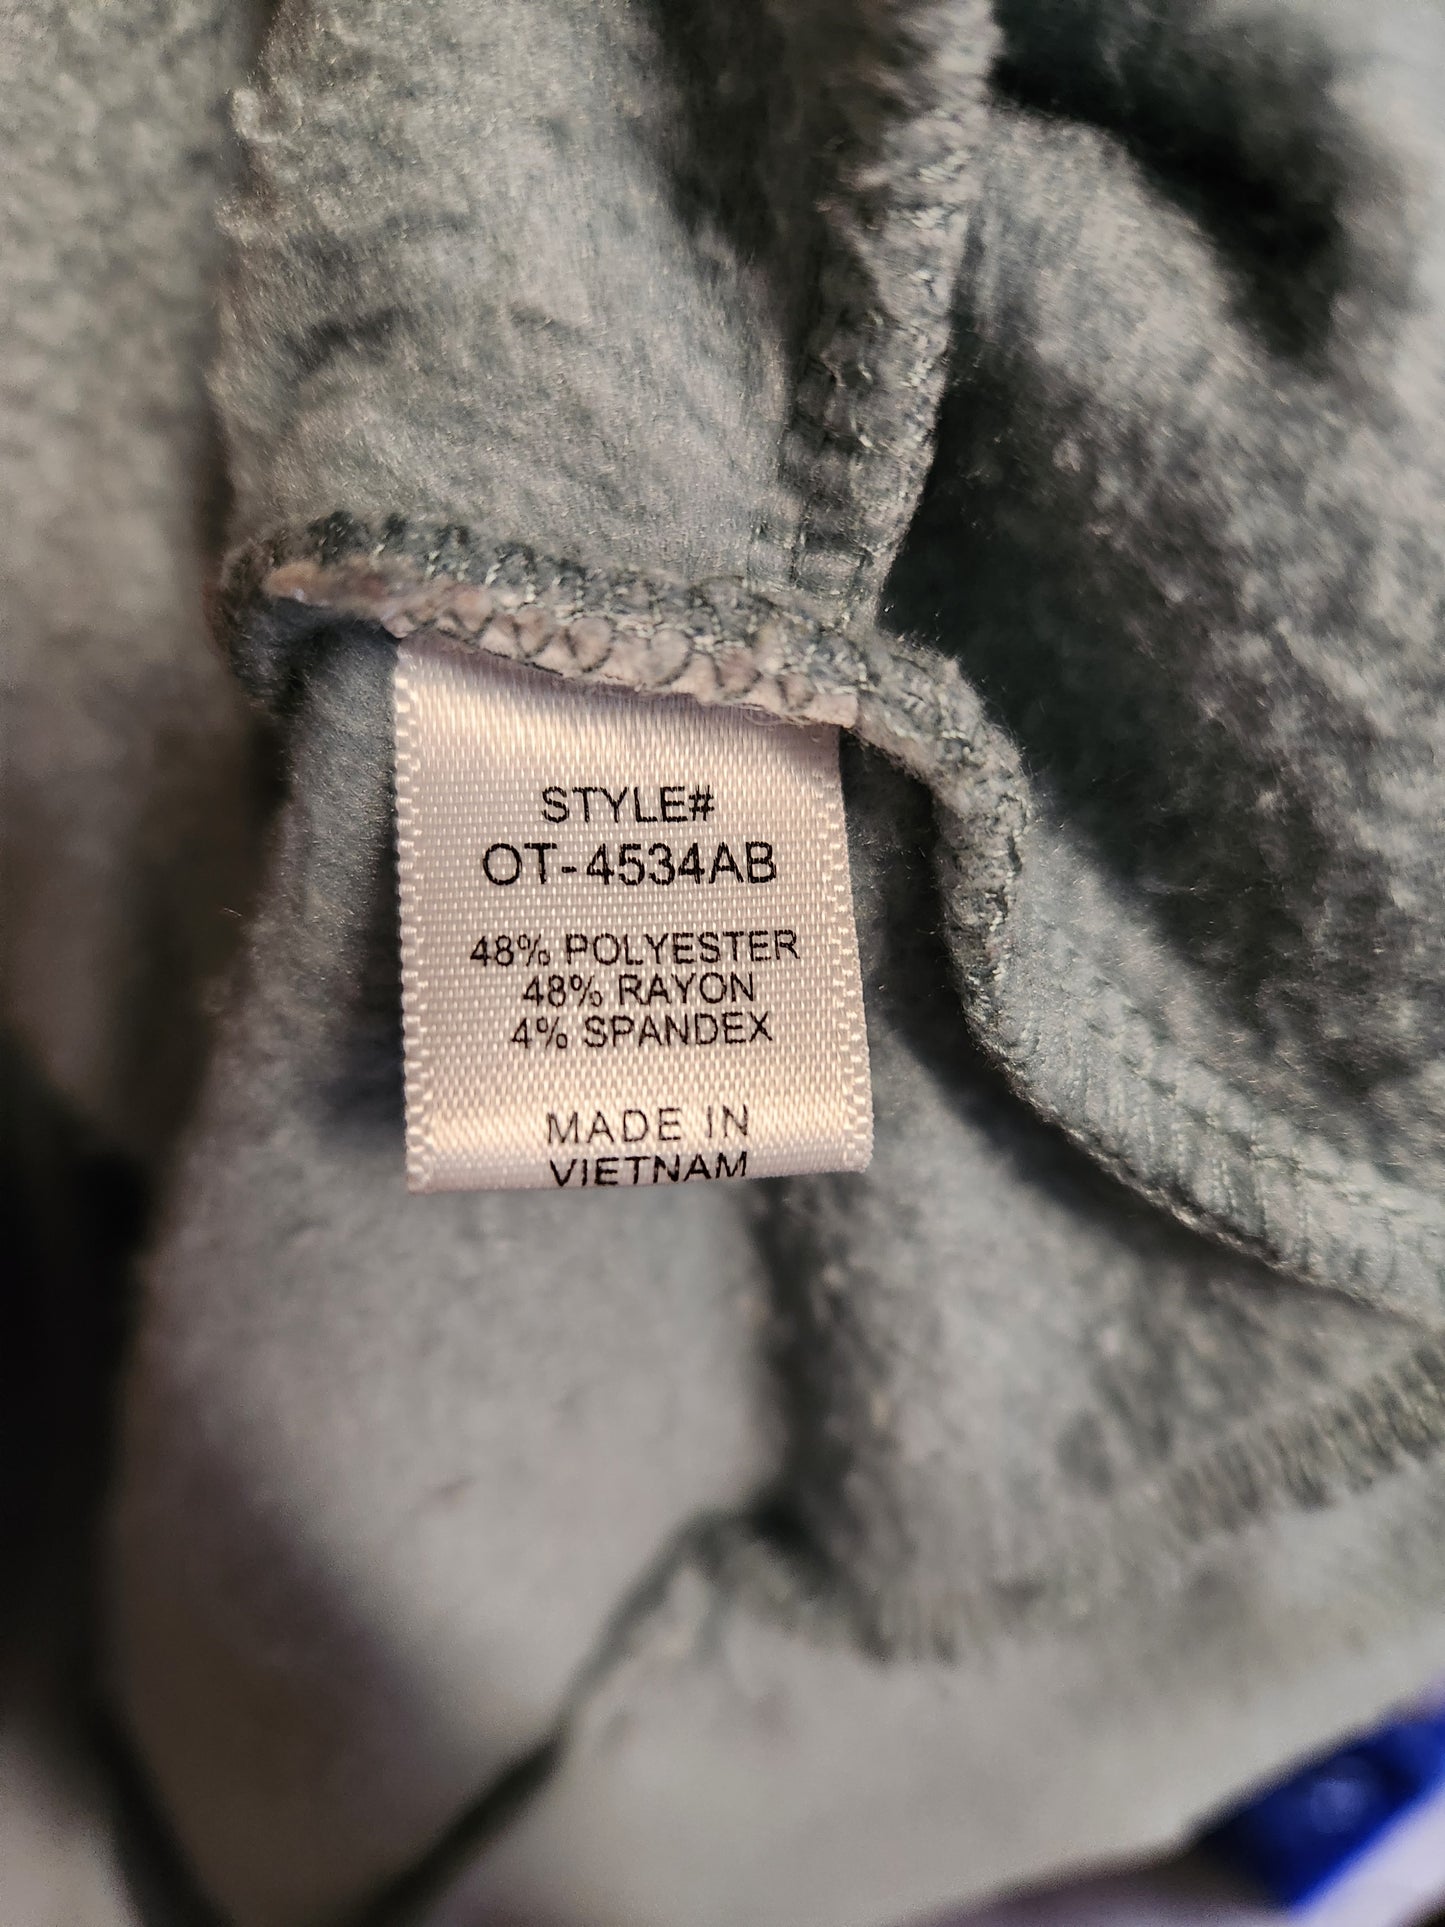 STYLE#
OT-4534AB
48% POLYESTER
48% RAYON
4% SPANDEX
MADE IN
VIETNAM